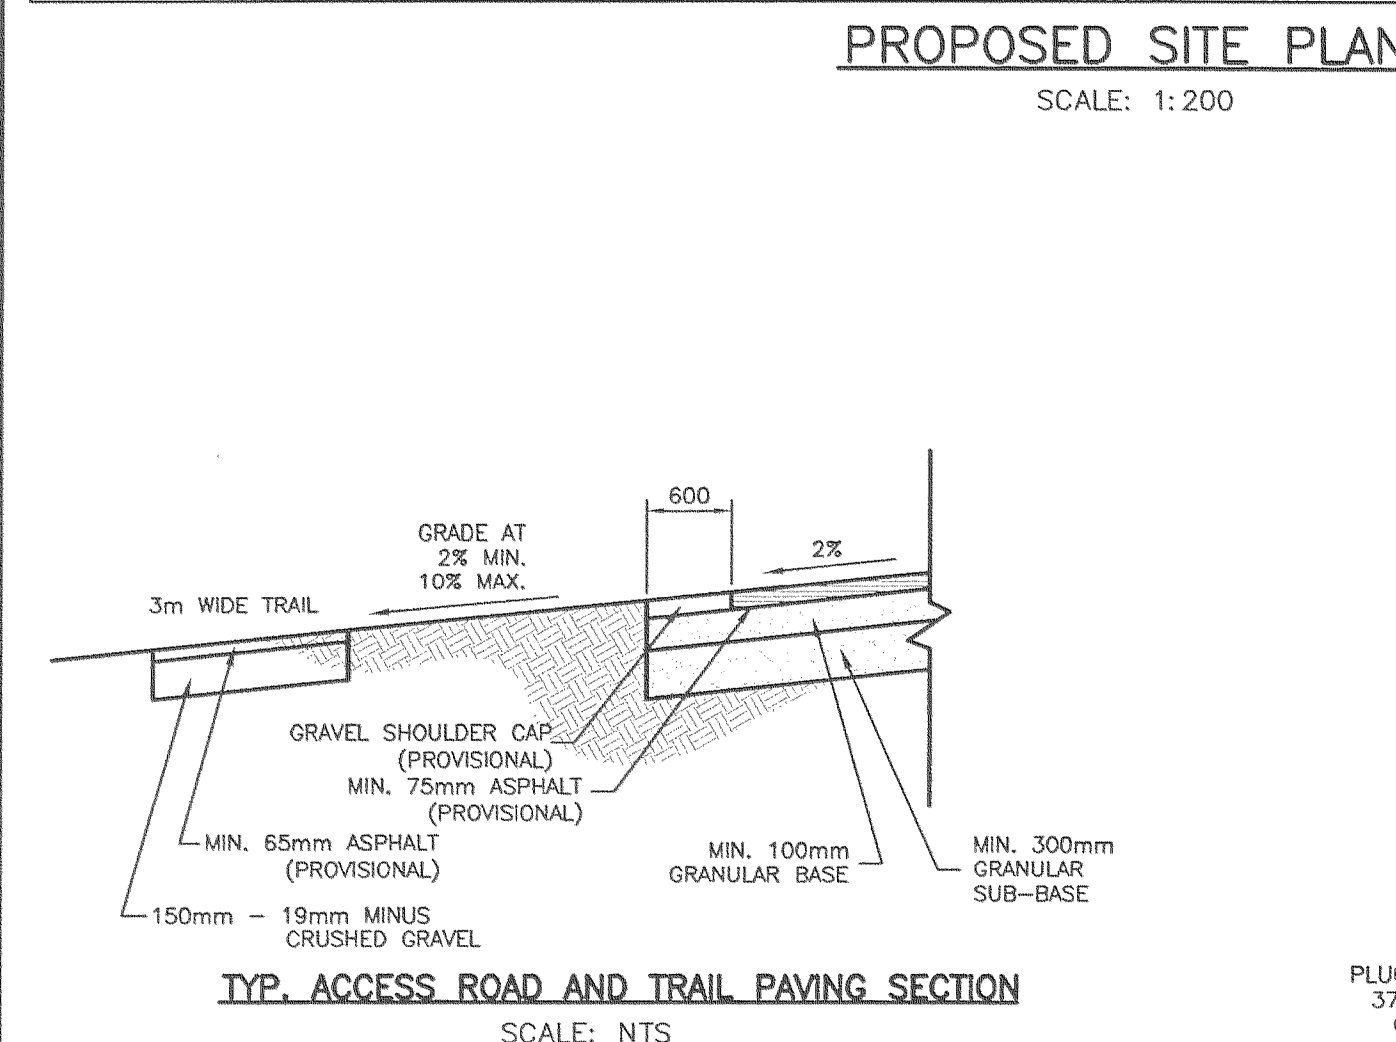 PROPOSED SITE PLAN
SCALE: 1:200
600
GRADE AT
2% MIN.
10% MAX.
2%
3m WIDE TRAIL
GRAVEL SHOULDER CAP
(PROVISIONAL)
MIN. 75mm ASPHALT
(PROVISIONAL)
MIN. 65mm ASPHALT
(PROVISIONAL)
MIN. 100mm
GRANULAR BASE
MIN. 300mm
GRANULAR
SUB-BASE
150mm - 19mm MINUS
CRUSHED GRAVEL
TYP. ACCESS ROAD AND TRAIL PAVING SECTION
SCALE: NTS
37